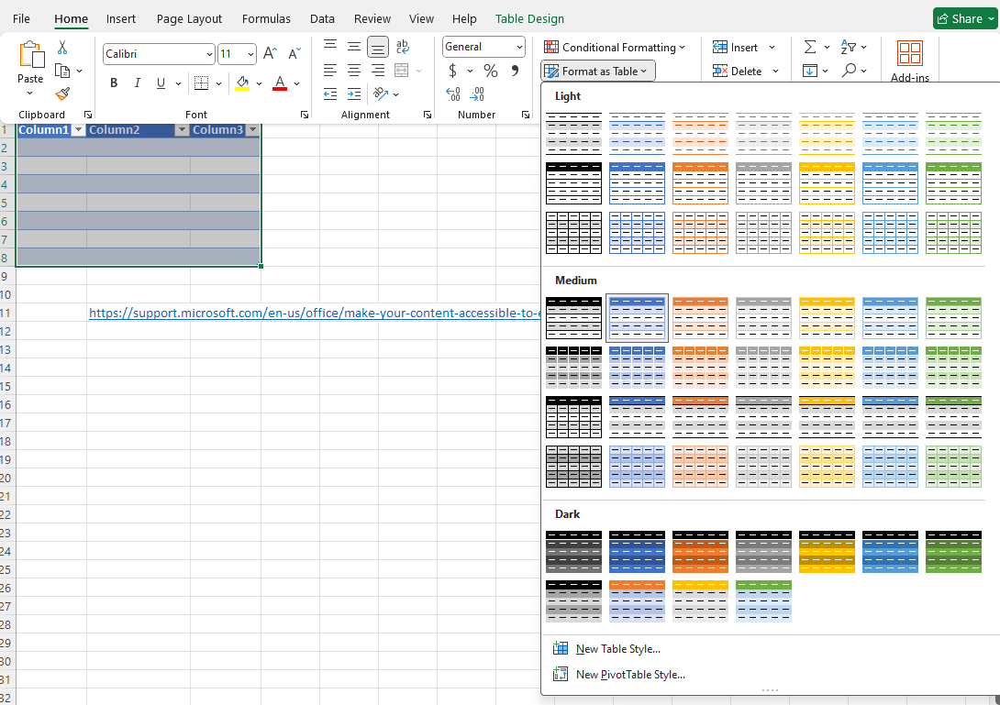 File Home Insert Page Layout Formulas Data Review View Help Table Design Share
Calibri 11 General Conditional Formatting Insert
Paste B I U A $ % Format as Table Delete Add-ins
Clipboard Font Alignment Number
Light
1 Column1 Column2 Column3
2
3
4
5
6
7
8
9
Medium
10
11 https://support.microsoft.com/en-us/office/make-your-content-accessible-to-e
12
13
14
15
16
17
18
19
20
21
22
Dark
23
24
25
26
27
28
29
New Table Style...
30
New PivotTable Style...
31
32